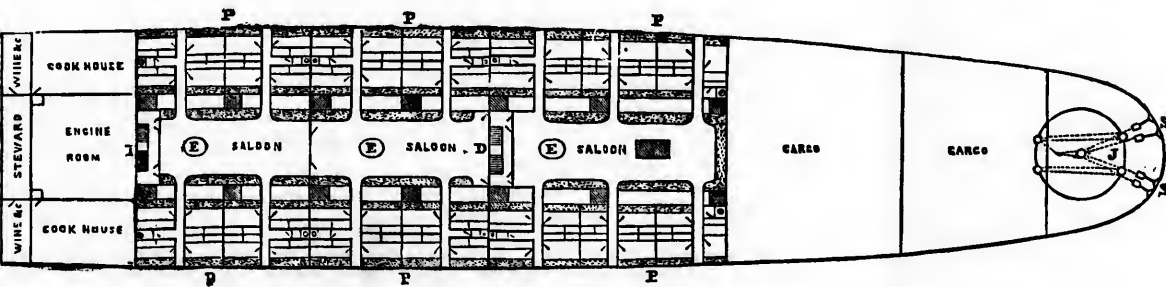 P P P
WINE &c
COOK HOUSE
STEWARD
ENGINE
ROOM
E SALOON
E SALOON D
E SALOON
CARGO
CARGO
J
WINE &c
COOK HOUSE
P P P